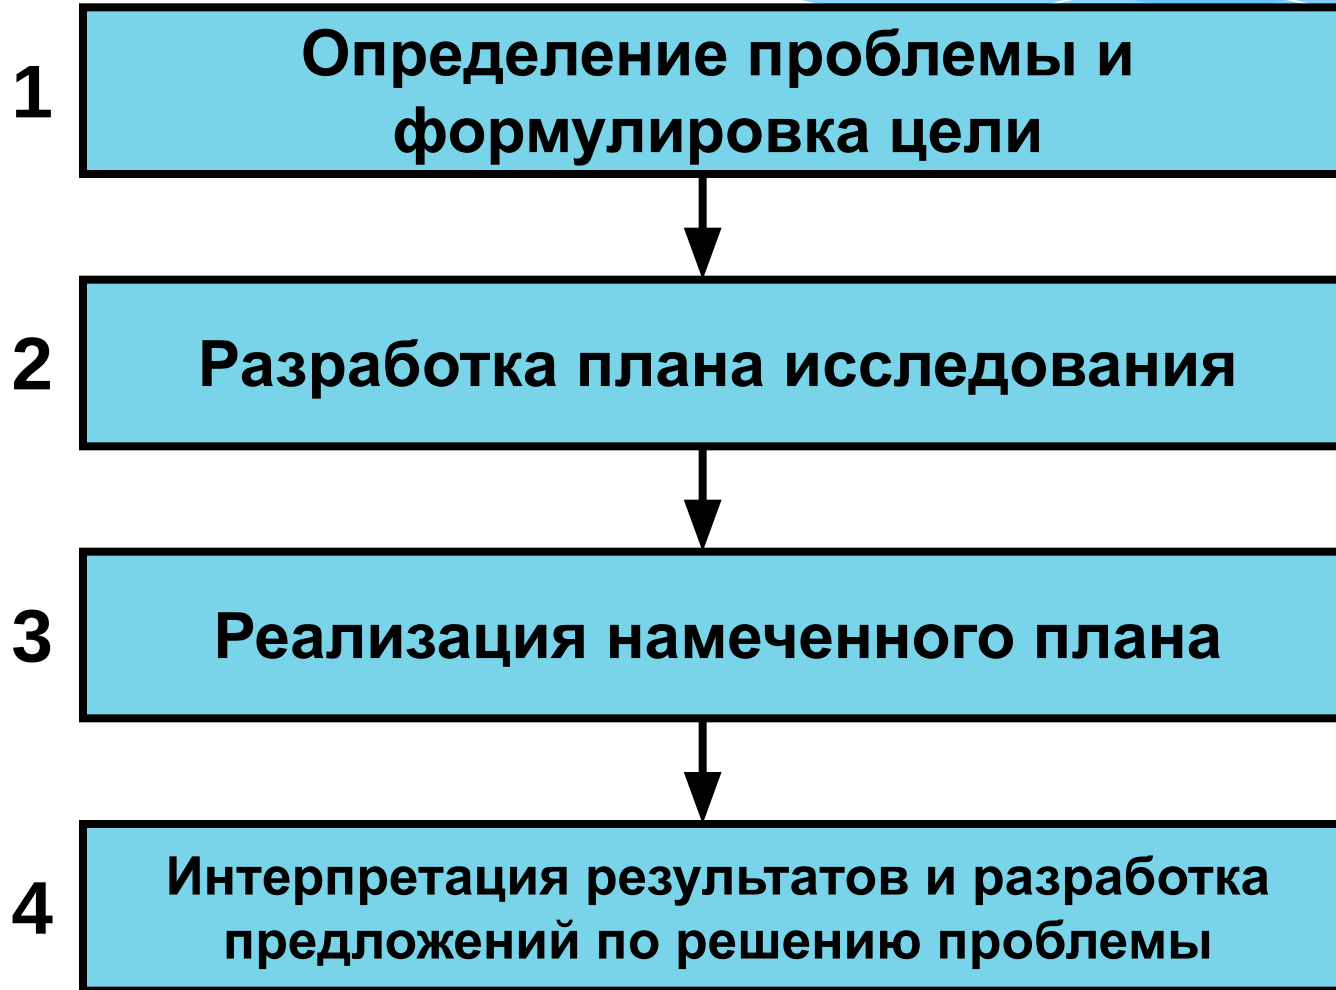 1
Определение проблемы и
формулировка цели
2
Разработка плана исследования
3
Реализация намеченного плана
4
Интерпретация результатов и разработка
предложений по решению проблемы